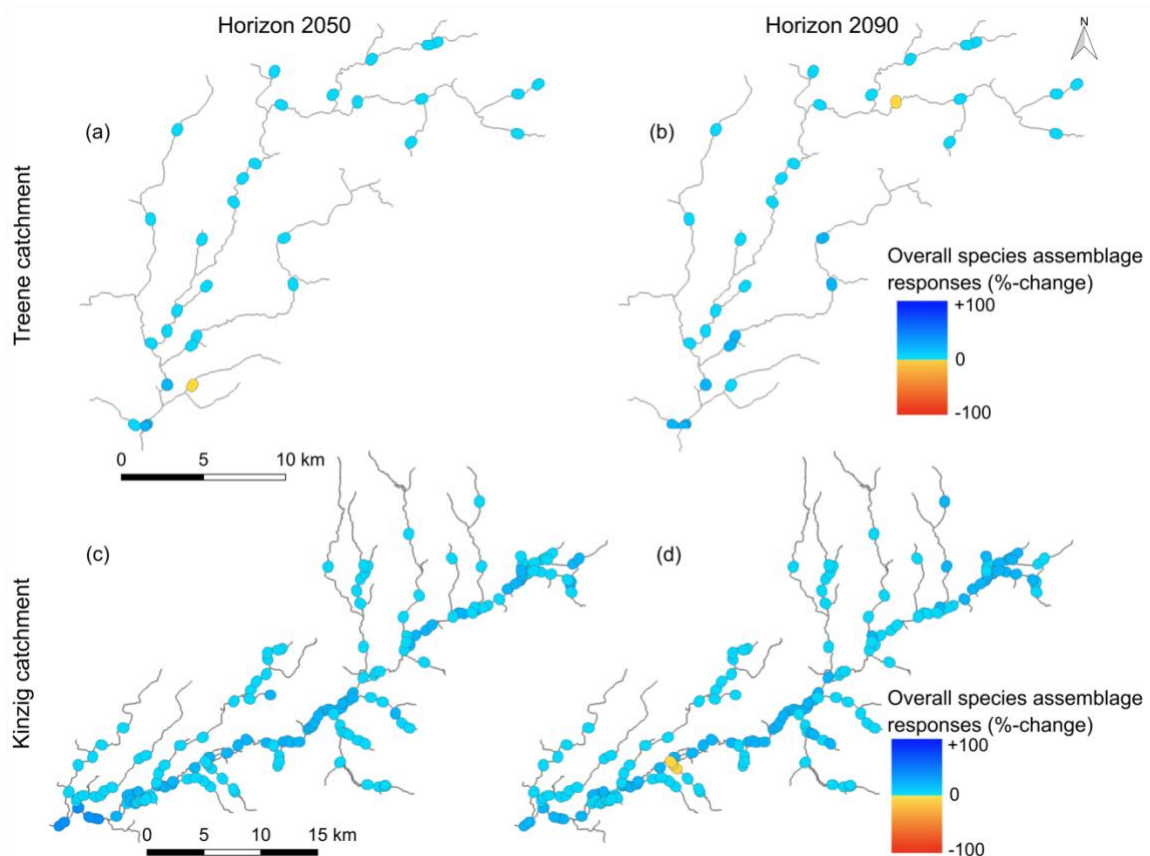 Horizon 2050
Horizon 2090
N
(a)
(b)
Treene catchment
Overall species assemblage
responses (%-change)
+100
0
-100
0 5 10 km
(c)
(d)
Kinzig catchment
Overall species assemblage
responses (%-change)
+100
0
-100
0 5 10 15 km